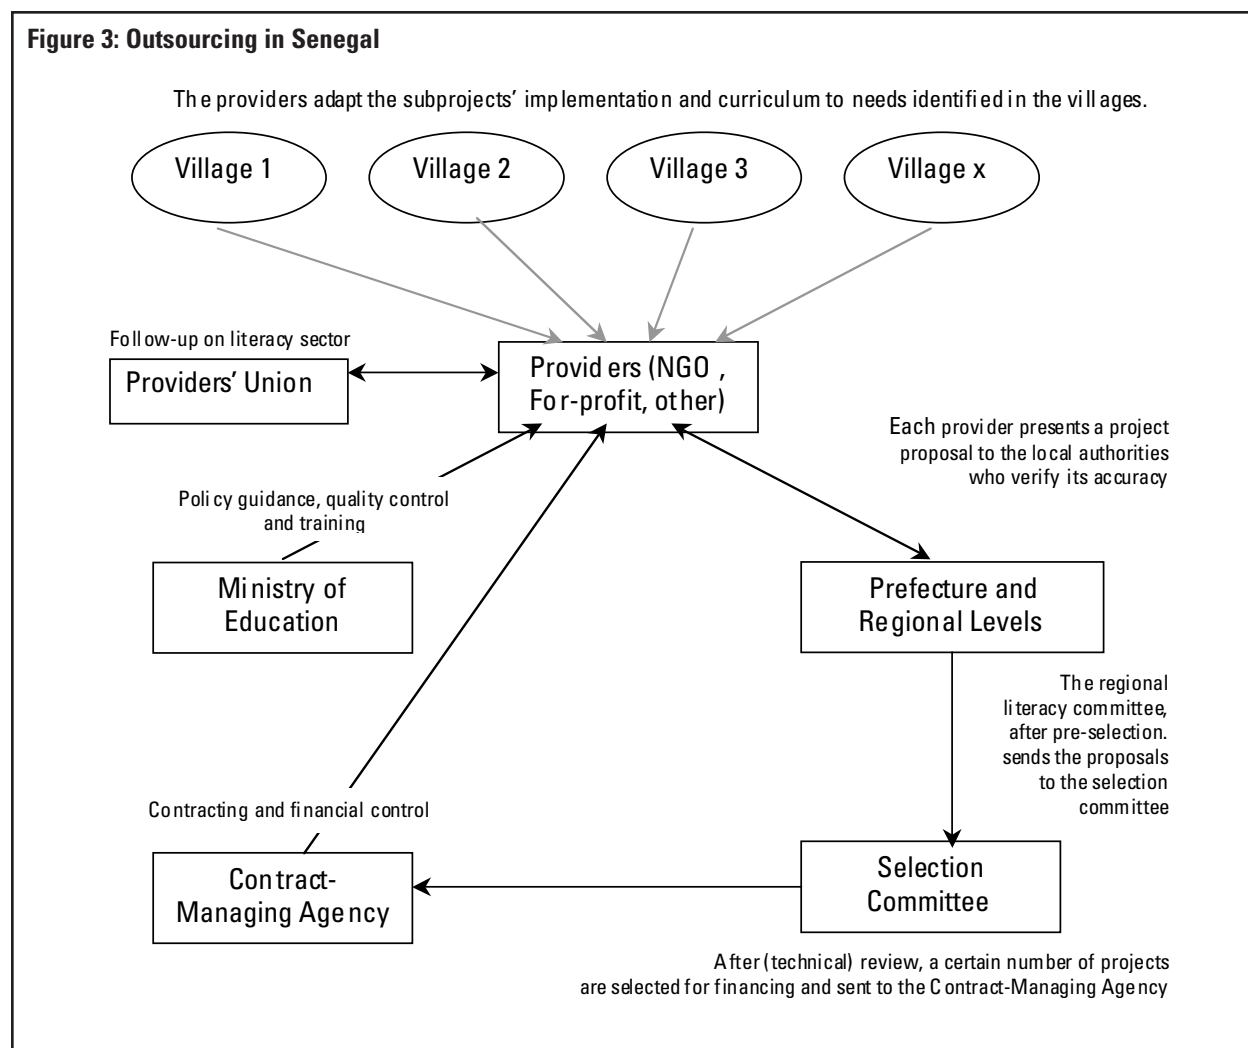 Figure 3: Outsourcing in Senegal
The providers adapt the subprojects' implementation and curriculum to needs identified in the villages.
Village 1
Village 2
Village 3
Village x
Follow-up on literacy sector
Providers' Union
Providers (NGO ,
For-profit, other)
Each provider presents a project
proposal to the local authorities
who verify its accuracy
Policy guidance, quality control
and training
Ministry of
Education
Prefecture and
Regional Levels
The regional
literacy committee,
after pre-selection.
sends the proposals
to the selection
committee
Contracting and financial control
Contract-
Managing Agency
Selection
Committee
After (technical) review, a certain number of projects
are selected for financing and sent to the Contract-Managing Agency